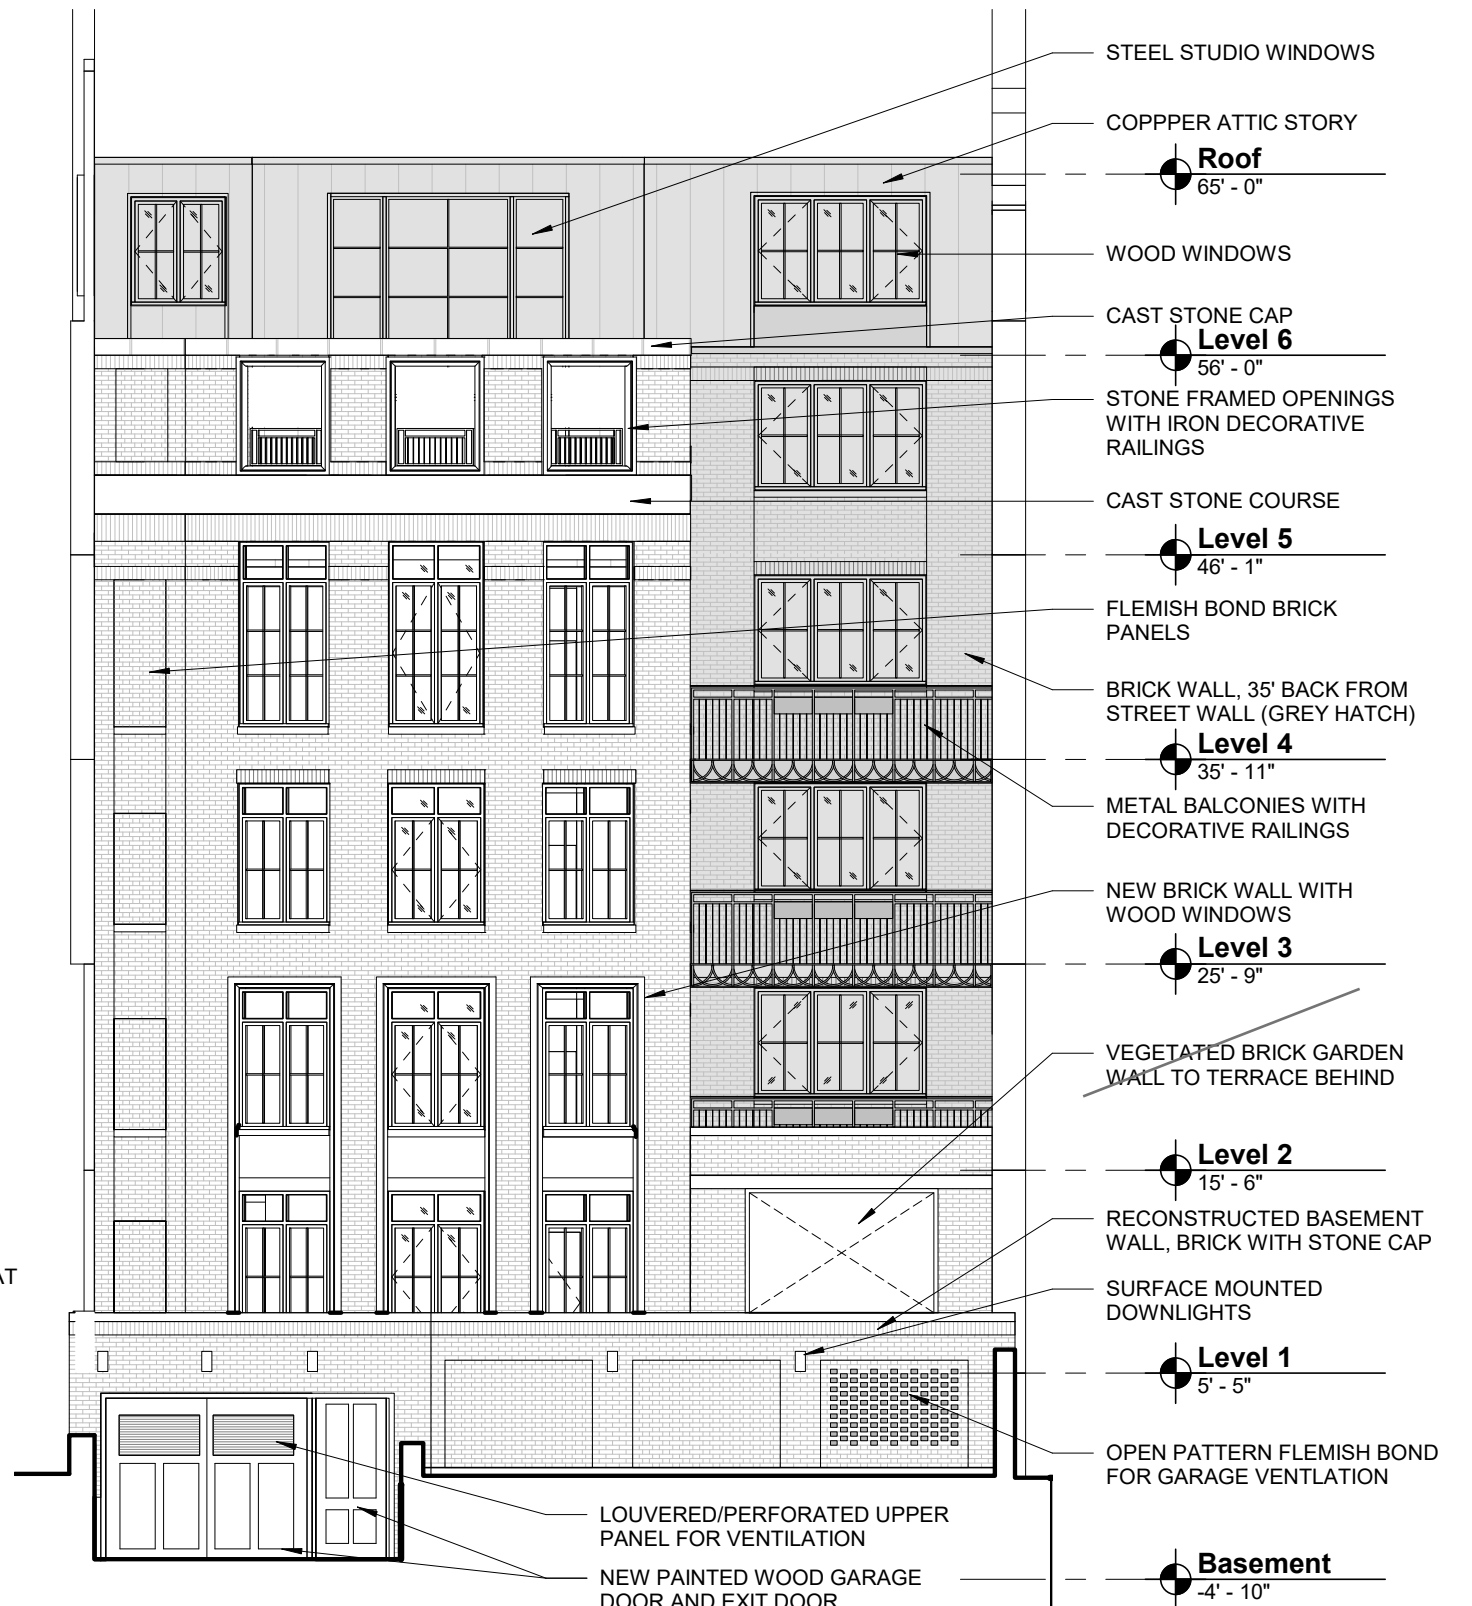 STEEL STUDIO WINDOWS
COPPPER ATTIC STORY
Roof
65' - 0"
WOOD WINDOWS
CAST STONE CAP
Level 6
56' - 0"
STONE FRAMED OPENINGS
WITH IRON DECORATIVE
RAILINGS
CAST STONE COURSE
Level 5
46' - 1"
FLEMISH BOND BRICK
PANELS
BRICK WALL, 35' BACK FROM
STREET WALL (GREY HATCH)
Level 4
35' - 11"
METAL BALCONIES WITH
DECORATIVE RAILINGS
NEW BRICK WALL WITH
WOOD WINDOWS
Level 3
25' - 9"
VEGETATED BRICK GARDEN
WALL TO TERRACE BEHIND
Level 2
15' - 6"
RECONSTRUCTED BASEMENT
WALL, BRICK WITH STONE CAP
AT
SURFACE MOUNTED
DOWNLIGHTS
Level 1
5' - 5"
OPEN PATTERN FLEMISH BOND
FOR GARAGE VENTLATION
LOUVERED/PERFORATED UPPER
PANEL FOR VENTILATION
NEW PAINTED WOOD GARAGE
DOOR AND EXIT DOOR
Basement
-4' - 10"